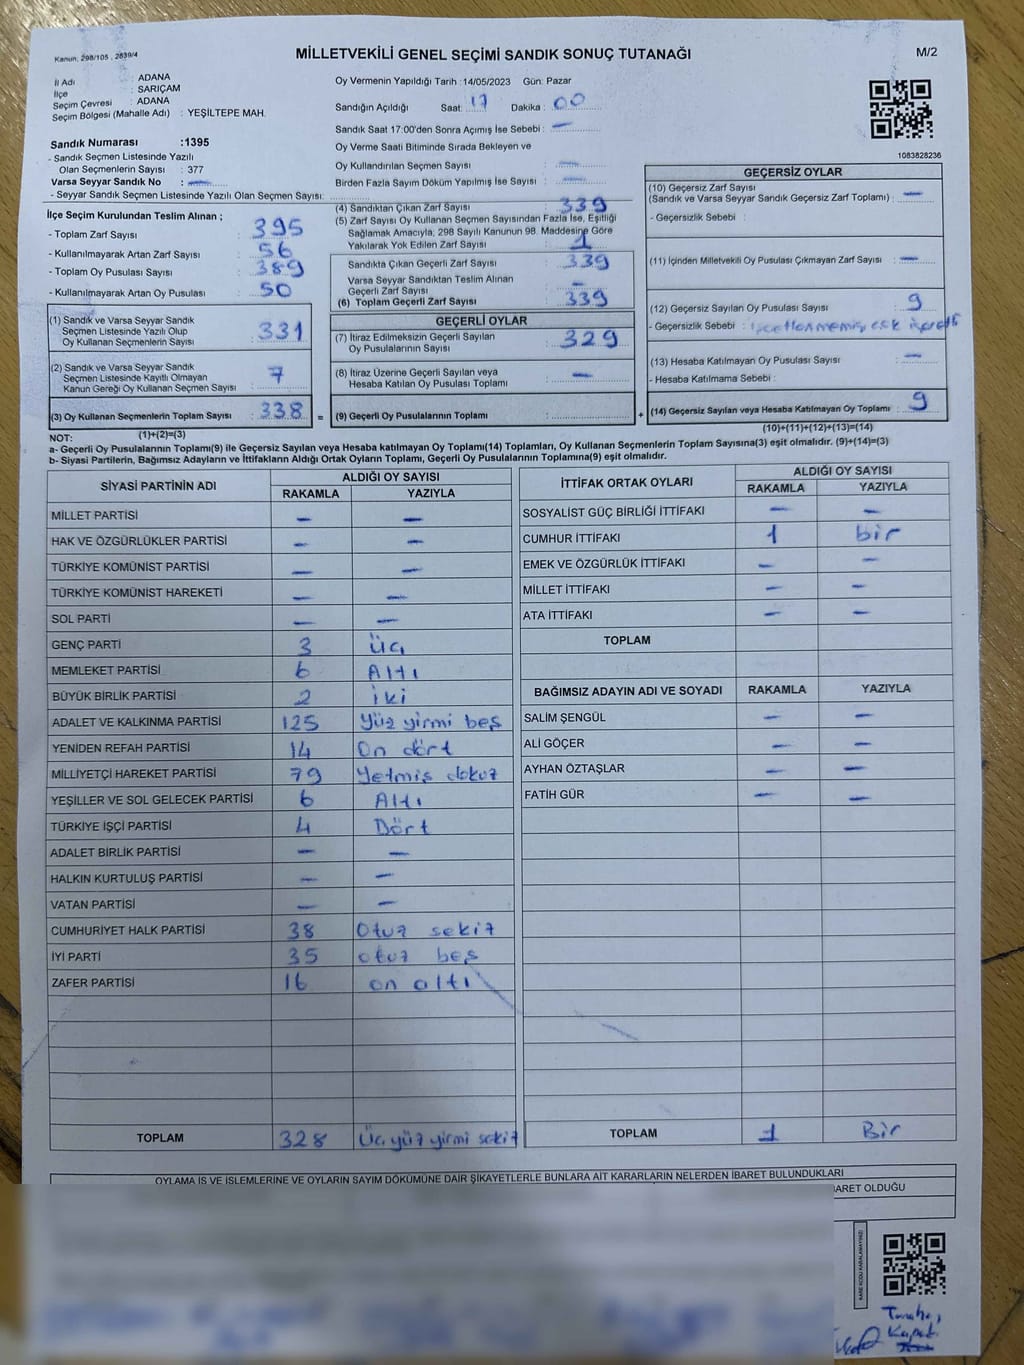 Kanun, 298/105 , 2839/4
MİLLETVEKİLİ GENEL SEÇİMİ SANDIK SONUÇ TUTANAĞI
M/2
İl Adı : ADANA
İlçe : SARIÇAM
Seçim Çevresi : ADANA
Seçim Bölgesi (Mahalle Adı) : YEŞİLTEPE MAH.
Sandık Numarası :1395
- Sandık Seçmen Listesinde Yazılı
Olan Seçmenlerin Sayısı : 377
Varsa Seyyar Sandık No : —
- Seyyar Sandık Seçmen Listesinde Yazılı Olan Seçmen Sayısı:
Oy Vermenin Yapıldığı Tarih :14/05/2023 Gün: Pazar
Sandığın Açıldığı Saat: 17 Dakika : 00
Sandık Saat 17:00'den Sonra Açımış İse Sebebi : —
Oy Verme Saati Bitiminde Sırada Bekleyen ve
Oy Kullandırılan Seçmen Sayısı : —
Birden Fazla Sayım Döküm Yapılmış İse Sayısı : —
1083828236
İlçe Seçim Kurulundan Teslim Alınan ;
- Toplam Zarf Sayısı : 395
- Kullanılmayarak Artan Zarf Sayısı : 56
- Toplam Oy Pusulası Sayısı : 389
- Kullanılmayarak Artan Oy Pusulası : 50
(1) Sandık ve Varsa Seyyar Sandık
Seçmen Listesinde Yazılı Olup
Oy Kullanan Seçmenlerin Sayısı : 331
(2) Sandık ve Varsa Seyyar Sandık
Seçmen Listesinde Kayıtlı Olmayan
Kanun Gereği Oy Kullanan Seçmen Sayısı : 7
(3) Oy Kullanan Seçmenlerin Toplam Sayısı : 338 =
(1)+(2)=(3)
(4) Sandıktan Çıkan Zarf Sayısı : 339
(5) Zarf Sayısı Oy Kullanan Seçmen Sayısından Fazla İse, Eşitliği
Sağlamak Amacıyla, 298 Sayılı Kanunun 98. Maddesine Göre
Yakılarak Yok Edilen Zarf Sayısı : 1
Sandıkta Çıkan Geçerli Zarf Sayısı : 339
Varsa Seyyar Sandıktan Teslim Alınan
Geçerli Zarf Sayısı : —
(6) Toplam Geçerli Zarf Sayısı : 339
GEÇERLİ OYLAR
(7) İtiraz Edilmeksizin Geçerli Sayılan
Oy Pusulalarının Sayısı : 329
(8) İtiraz Üzerine Geçerli Sayılan veya
Hesaba Katılan Oy Pusulası Toplamı : —
(9) Geçerli Oy Pusulalarının Toplamı : +
GEÇERSİZ OYLAR
(10) Geçersiz Zarf Sayısı
(Sandık ve Varsa Seyyar Sandık Geçersiz Zarf Toplamı) : —
- Geçersizlik Sebebi :
(11) İçinden Milletvekili Oy Pusulası Çıkmayan Zarf Sayısı : —
(12) Geçersiz Sayılan Oy Pusulası Sayısı : 9
- Geçersizlik Sebebi :
(13) Hesaba Katılmayan Oy Pusulası Sayısı : —
- Hesaba Katılmama Sebebi :
(14) Geçersiz Sayılan veya Hesaba Katılmayan Oy Toplamı : 9
(10)+(11)+(12)+(13)=(14)
NOT:
a- Geçerli Oy Pusulalarının Toplamı(9) ile Geçersiz Sayılan veya Hesaba katılmayan Oy Toplamı(14) Toplamları, Oy Kullanan Seçmenlerin Toplam Sayısına(3) eşit olmalıdır. (9)+(14)=(3)
b- Siyasi Partilerin, Bağımsız Adayların ve İttifakların Aldığı Ortak Oyların Toplamı, Geçerli Oy Pusulalarının Toplamına(9) eşit olmalıdır.
SİYASİ PARTİNİN ADI ALDIĞI OY SAYISI
RAKAMLA YAZIYLA
MİLLET PARTİSİ — —
HAK VE ÖZGÜRLÜKLER PARTİSİ — —
TÜRKİYE KOMÜNİST PARTİSİ — —
TÜRKİYE KOMÜNİST HAREKETİ — —
SOL PARTİ — —
GENÇ PARTİ 3 Üç
MEMLEKET PARTİSİ 6 Altı
BÜYÜK BİRLİK PARTİSİ 2 iki
ADALET VE KALKINMA PARTİSİ 125 Yüz yirmi beş
YENİDEN REFAH PARTİSİ 14 On dört
MİLLİYETÇİ HAREKET PARTİSİ 79 Yetmiş dokuz
YEŞİLLER VE SOL GELECEK PARTİSİ 6 Altı
TÜRKİYE İŞÇİ PARTİSİ 4 Dört
ADALET BİRLİK PARTİSİ — —
HALKIN KURTULUŞ PARTİSİ — —
VATAN PARTİSİ — —
CUMHURİYET HALK PARTİSİ 38 Otuz sekiz
İYİ PARTİ 35 otuz beş
ZAFER PARTİSİ 16 on altı
TOPLAM 328 Üç yüz yirmi sekiz
İTTİFAK ORTAK OYLARI ALDIĞI OY SAYISI
RAKAMLA YAZIYLA
SOSYALİST GÜÇ BİRLİĞİ İTTİFAKI — —
CUMHUR İTTİFAKI 1 bir
EMEK VE ÖZGÜRLÜK İTTİFAKI — —
MİLLET İTTİFAKI — —
ATA İTTİFAKI — —
TOPLAM
BAĞIMSIZ ADAYIN ADI VE SOYADI RAKAMLA YAZIYLA
SALİM ŞENGÜL — —
ALİ GÖÇER — —
AYHAN ÖZTAŞLAR — —
FATİH GÜR — —
TOPLAM 1 Bir
OYLAMA İŞ VE İŞLEMLERİNE VE OYLARIN SAYIM DÖKÜMÜNE DAİR ŞİKAYETLERLE BUNLARA AİT KARARLARIN NELERDEN İBARET BULUNDUKLARI
BARET OLDUĞU
KARE KODU KARALAMAYINIZ!